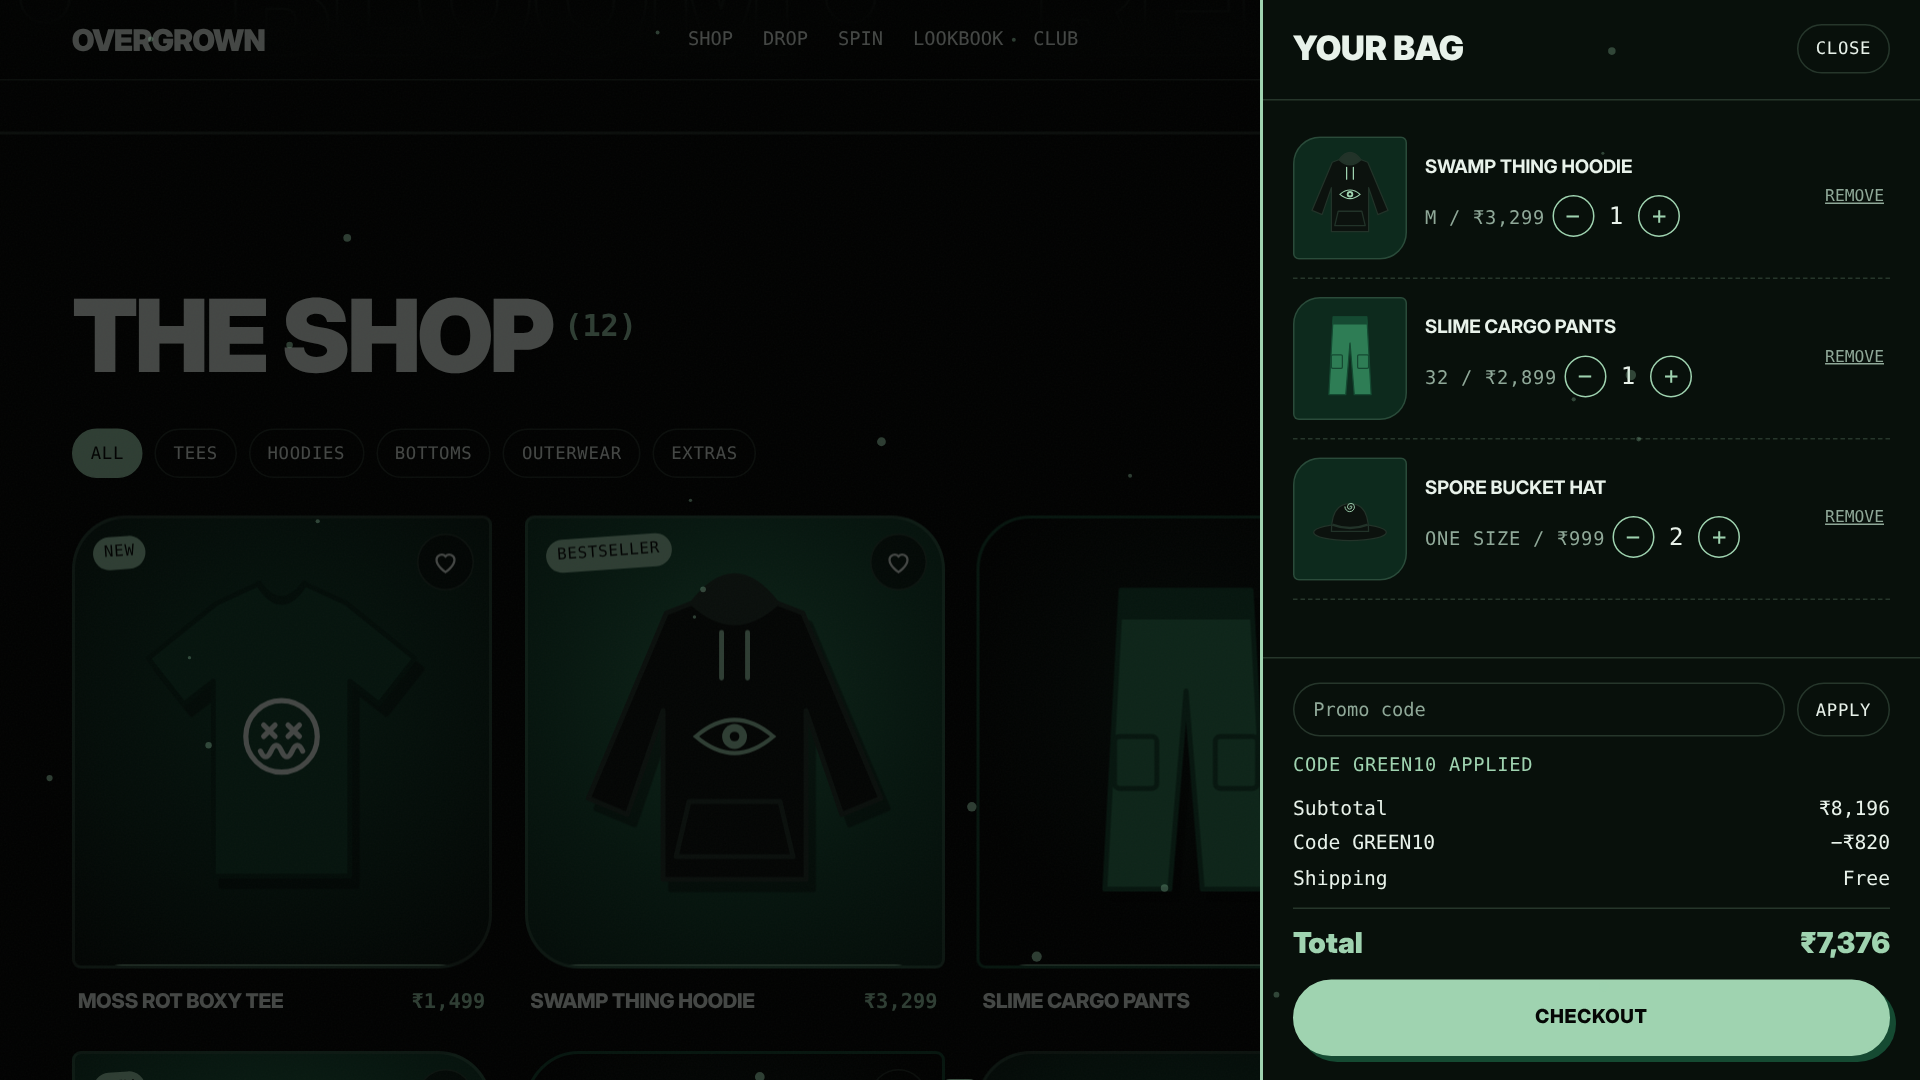 OVERGROWN
SHOP DROP SPIN LOOKBOOK CLUB
THE SHOP (12)
ALL TEES HOODIES BOTTOMS OUTERWEAR EXTRAS
NEW
BESTSELLER
MOSS ROT BOXY TEE ₹1,499
SWAMP THING HOODIE ₹3,299
SLIME CARGO PANTS
YOUR BAG
CLOSE
SWAMP THING HOODIE
M / ₹3,299 − 1 +
REMOVE
SLIME CARGO PANTS
32 / ₹2,899 − 1 +
REMOVE
SPORE BUCKET HAT
ONE SIZE / ₹999 − 2 +
REMOVE
Promo code
APPLY
CODE GREEN10 APPLIED
Subtotal ₹8,196
Code GREEN10 −₹820
Shipping Free
Total ₹7,376
CHECKOUT